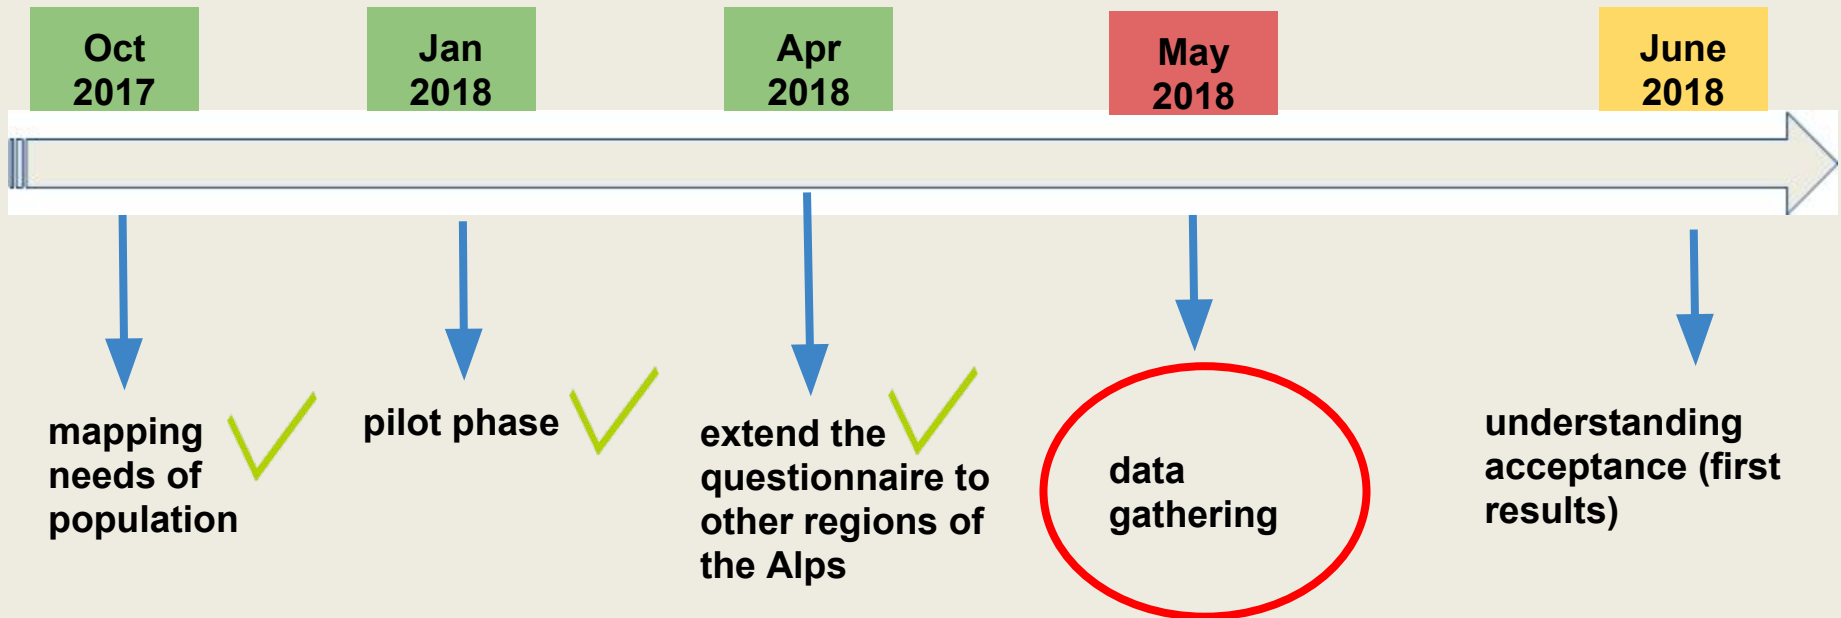 Oct
2017
Jan
2018
Apr
2018
May
2018
June
2018
mapping
needs of
population
pilot phase
extend the
questionnaire to
other regions of
the Alps
data
gathering
understanding
acceptance (first
results)